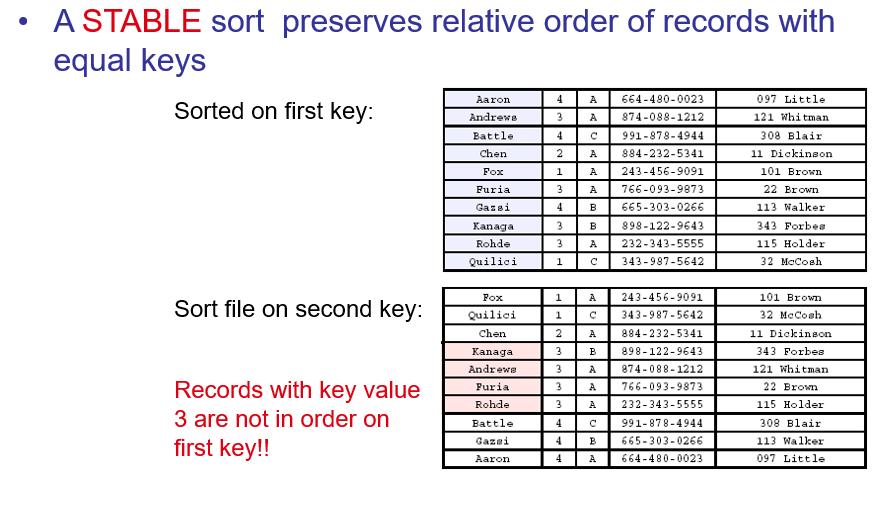 • A STABLE sort preserves relative order of records with
equal keys
Sorted on first key:
Aaron 4 A 664-480-0023 097 Little
Andrews 3 A 874-088-1212 121 Whitman
Battle 4 C 991-878-4944 308 Blair
Chen 2 A 884-232-5341 11 Dickinson
Fox 1 A 243-456-9091 101 Brown
Furia 3 A 766-093-9873 22 Brown
Gazsi 4 B 665-303-0266 113 Walker
Kanaga 3 B 898-122-9643 343 Forbes
Rohde 3 A 232-343-5555 115 Holder
Quilici 1 C 343-987-5642 32 McCosh
Sort file on second key:
Fox 1 A 243-456-9091 101 Brown
Quilici 1 C 343-987-5642 32 McCosh
Chen 2 A 884-232-5341 11 Dickinson
Kanaga 3 B 898-122-9643 343 Forbes
Andrews 3 A 874-088-1212 121 Whitman
Furia 3 A 766-093-9873 22 Brown
Rohde 3 A 232-343-5555 115 Holder
Battle 4 C 991-878-4944 308 Blair
Gazsi 4 B 665-303-0266 113 Walker
Aaron 4 A 664-480-0023 097 Little
Records with key value
3 are not in order on
first key!!